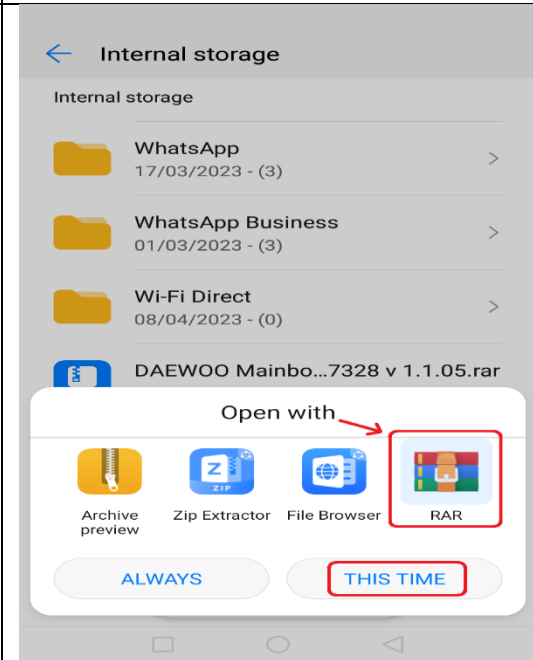 Internal storage
Internal storage
WhatsApp
17/03/2023 - (3)
WhatsApp Business
01/03/2023 - (3)
Wi-Fi Direct
08/04/2023 - (0)
DAEWOO Mainbo...7328 v 1.1.05.rar
Open with
Z
ZIP
Archive preview
Zip Extractor
File Browser
RAR
ALWAYS
THIS TIME